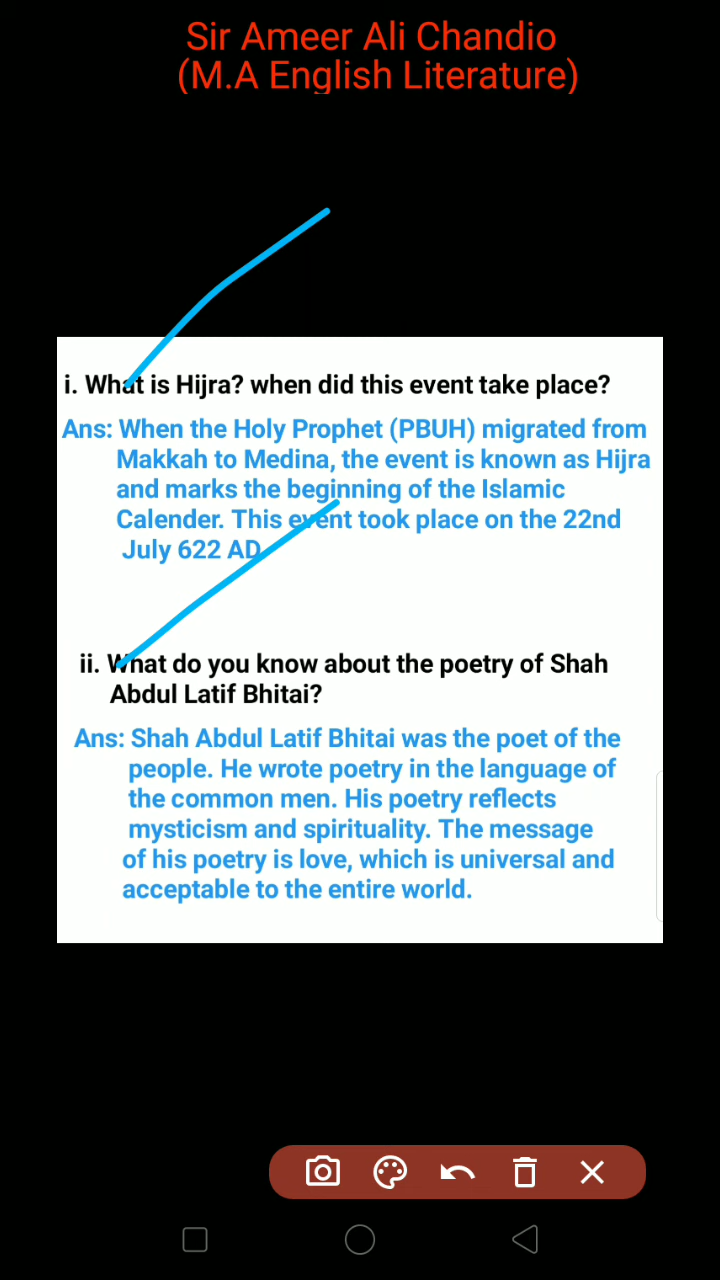 Sir Ameer Ali Chandio
(M.A English Literature)
i. What is Hijra? when did this event take place?
Ans: When the Holy Prophet (PBUH) migrated from
Makkah to Medina, the event is known as Hijra
and marks the beginning of the Islamic
Calender. This event took place on the 22nd
July 622 AD
ii. What do you know about the poetry of Shah
Abdul Latif Bhitai?
Ans: Shah Abdul Latif Bhitai was the poet of the
people. He wrote poetry in the language of
the common men. His poetry reflects
mysticism and spirituality. The message
of his poetry is love, which is universal and
acceptable to the entire world.